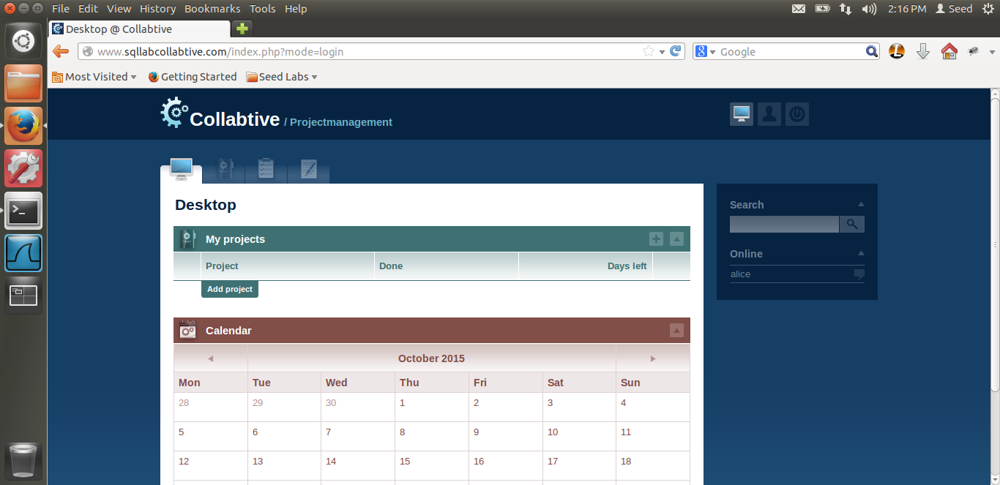 File Edit View History Bookmarks Tools Help 2:16 PM Seed
Desktop @ Collabtive
www.sqllabcollabtive.com/index.php?mode=login Google
Most Visited Getting Started Seed Labs
Collabtive / Projectmanagement
Desktop
Search
My projects
Online
Project Done Days left
alice
Add project
Calendar
October 2015
Mon Tue Wed Thu Fri Sat Sun
28 29 30 1 2 3 4
5 6 7 8 9 10 11
12 13 14 15 16 17 18